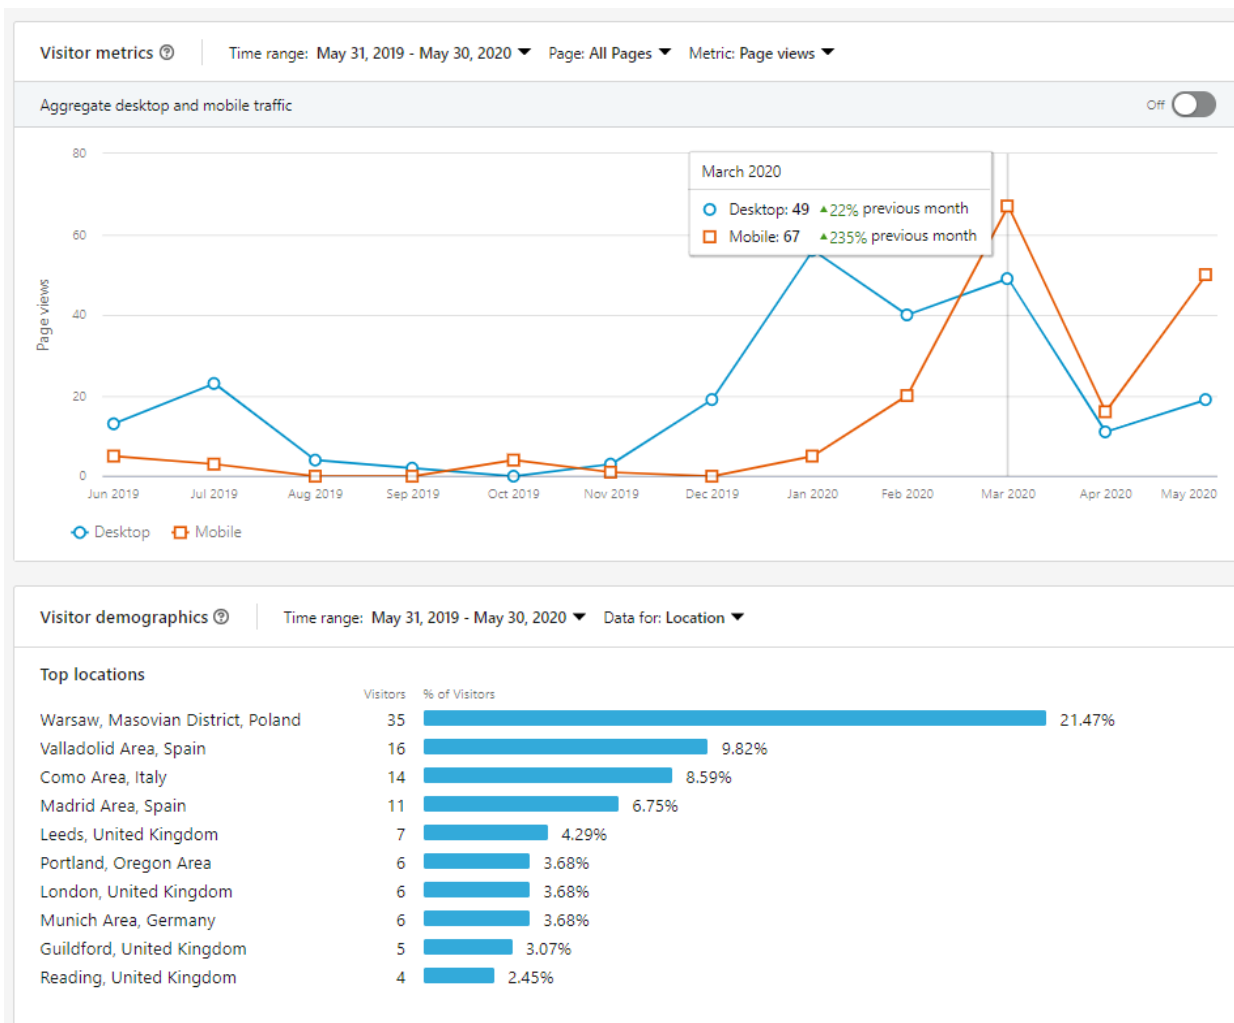 Visitor metrics ? Time range: May 31, 2019 - May 30, 2020 Page: All Pages Metric: Page views
Aggregate desktop and mobile traffic Off
80
60
40
20
0
Page views
March 2020
Desktop: 49 ▲22% previous month
Mobile: 67 ▲235% previous month
Jun 2019 Jul 2019 Aug 2019 Sep 2019 Oct 2019 Nov 2019 Dec 2019 Jan 2020 Feb 2020 Mar 2020 Apr 2020 May 2020
Desktop Mobile
Visitor demographics ? Time range: May 31, 2019 - May 30, 2020 Data for: Location
Top locations
Visitors % of Visitors
Warsaw, Masovian District, Poland 35 21.47%
Valladolid Area, Spain 16 9.82%
Como Area, Italy 14 8.59%
Madrid Area, Spain 11 6.75%
Leeds, United Kingdom 7 4.29%
Portland, Oregon Area 6 3.68%
London, United Kingdom 6 3.68%
Munich Area, Germany 6 3.68%
Guildford, United Kingdom 5 3.07%
Reading, United Kingdom 4 2.45%